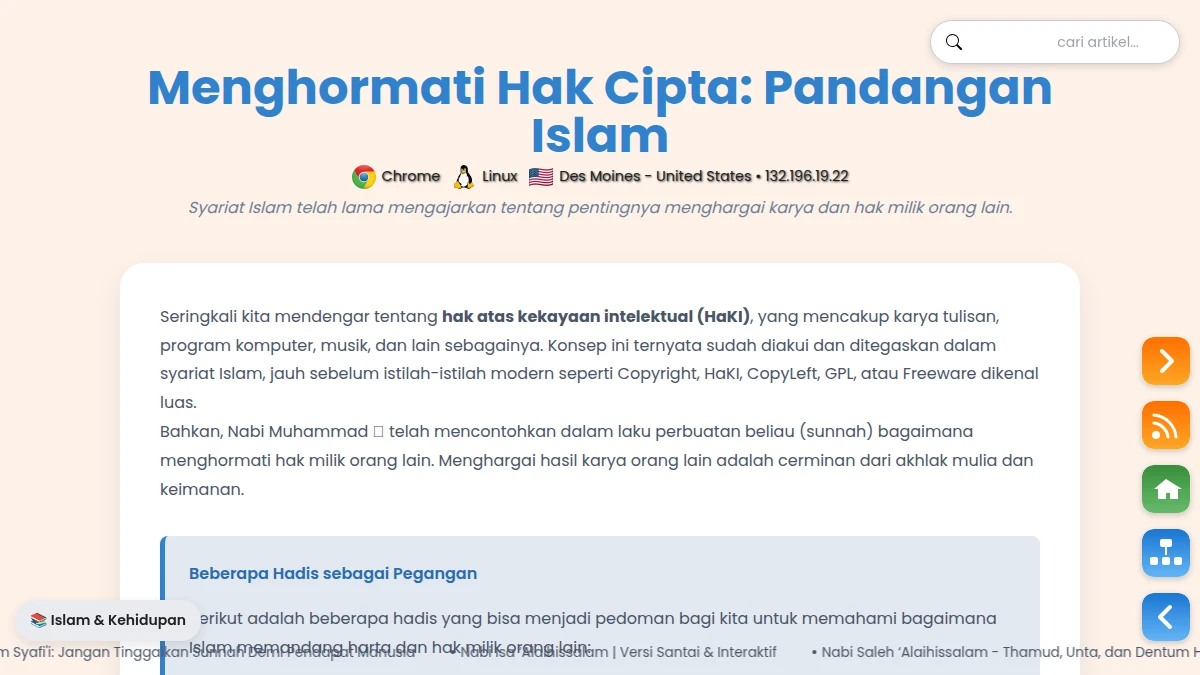 cari artikel...
Menghormati Hak Cipta: Pandangan
Islam
Chrome Linux Des Moines - United States • 132.196.19.22
Syariat Islam telah lama mengajarkan tentang pentingnya menghargai karya dan hak milik orang lain.
Seringkali kita mendengar tentang hak atas kekayaan intelektual (HaKI), yang mencakup karya tulisan,
program komputer, musik, dan lain sebagainya. Konsep ini ternyata sudah diakui dan ditegaskan dalam
syariat Islam, jauh sebelum istilah-istilah modern seperti Copyright, HaKI, CopyLeft, GPL, atau Freeware dikenal
luas.
Bahkan, Nabi Muhammad telah mencontohkan dalam laku perbuatan beliau (sunnah) bagaimana
menghormati hak milik orang lain. Menghargai hasil karya orang lain adalah cerminan dari akhlak mulia dan
keimanan.
Beberapa Hadis sebagai Pegangan
erikut adalah beberapa hadis yang bisa menjadi pedoman bagi kita untuk memahami bagaimana
📚 Islam & Kehidupan
Islam memandang harta dan hak milik orang lain.
m Syafi'i: Jangan Tinggalkan Sunnah Demi Pendapat Manusia • Nabi Isa ‘Alaihissalam | Versi Santai & Interaktif • Nabi Saleh ‘Alaihissalam - Thamud, Unta, dan Dentum H